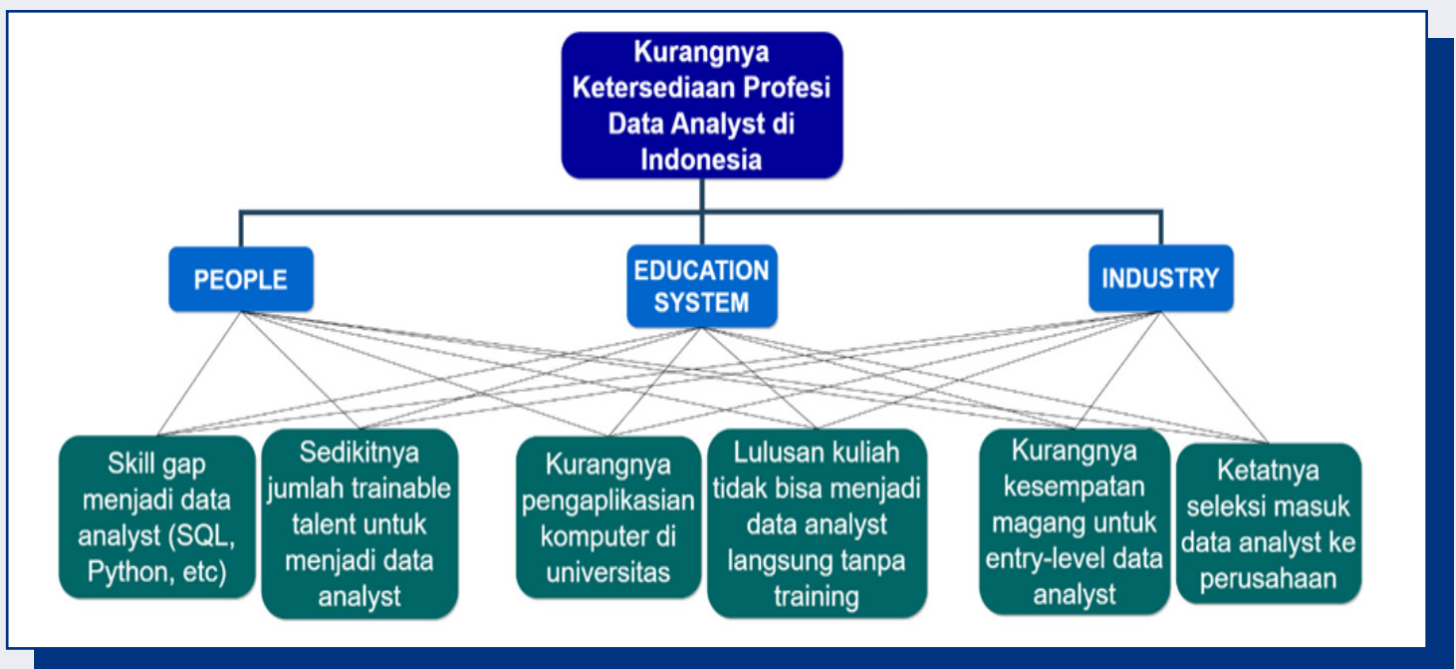 Kurangnya
Ketersediaan Profesi
Data Analyst di
Indonesia
PEOPLE
EDUCATION
SYSTEM
INDUSTRY
Skill gap
menjadi data
analyst (SQL,
Python, etc)
Sedikitnya
jumlah trainable
talent untuk
menjadi data
analyst
Kurangnya
pengaplikasian
komputer di
universitas
Lulusan kuliah
tidak bisa menjadi
data analyst
langsung tanpa
training
Kurangnya
kesempatan
magang untuk
entry-level data
analyst
Ketatnya
seleksi masuk
data analyst ke
perusahaan